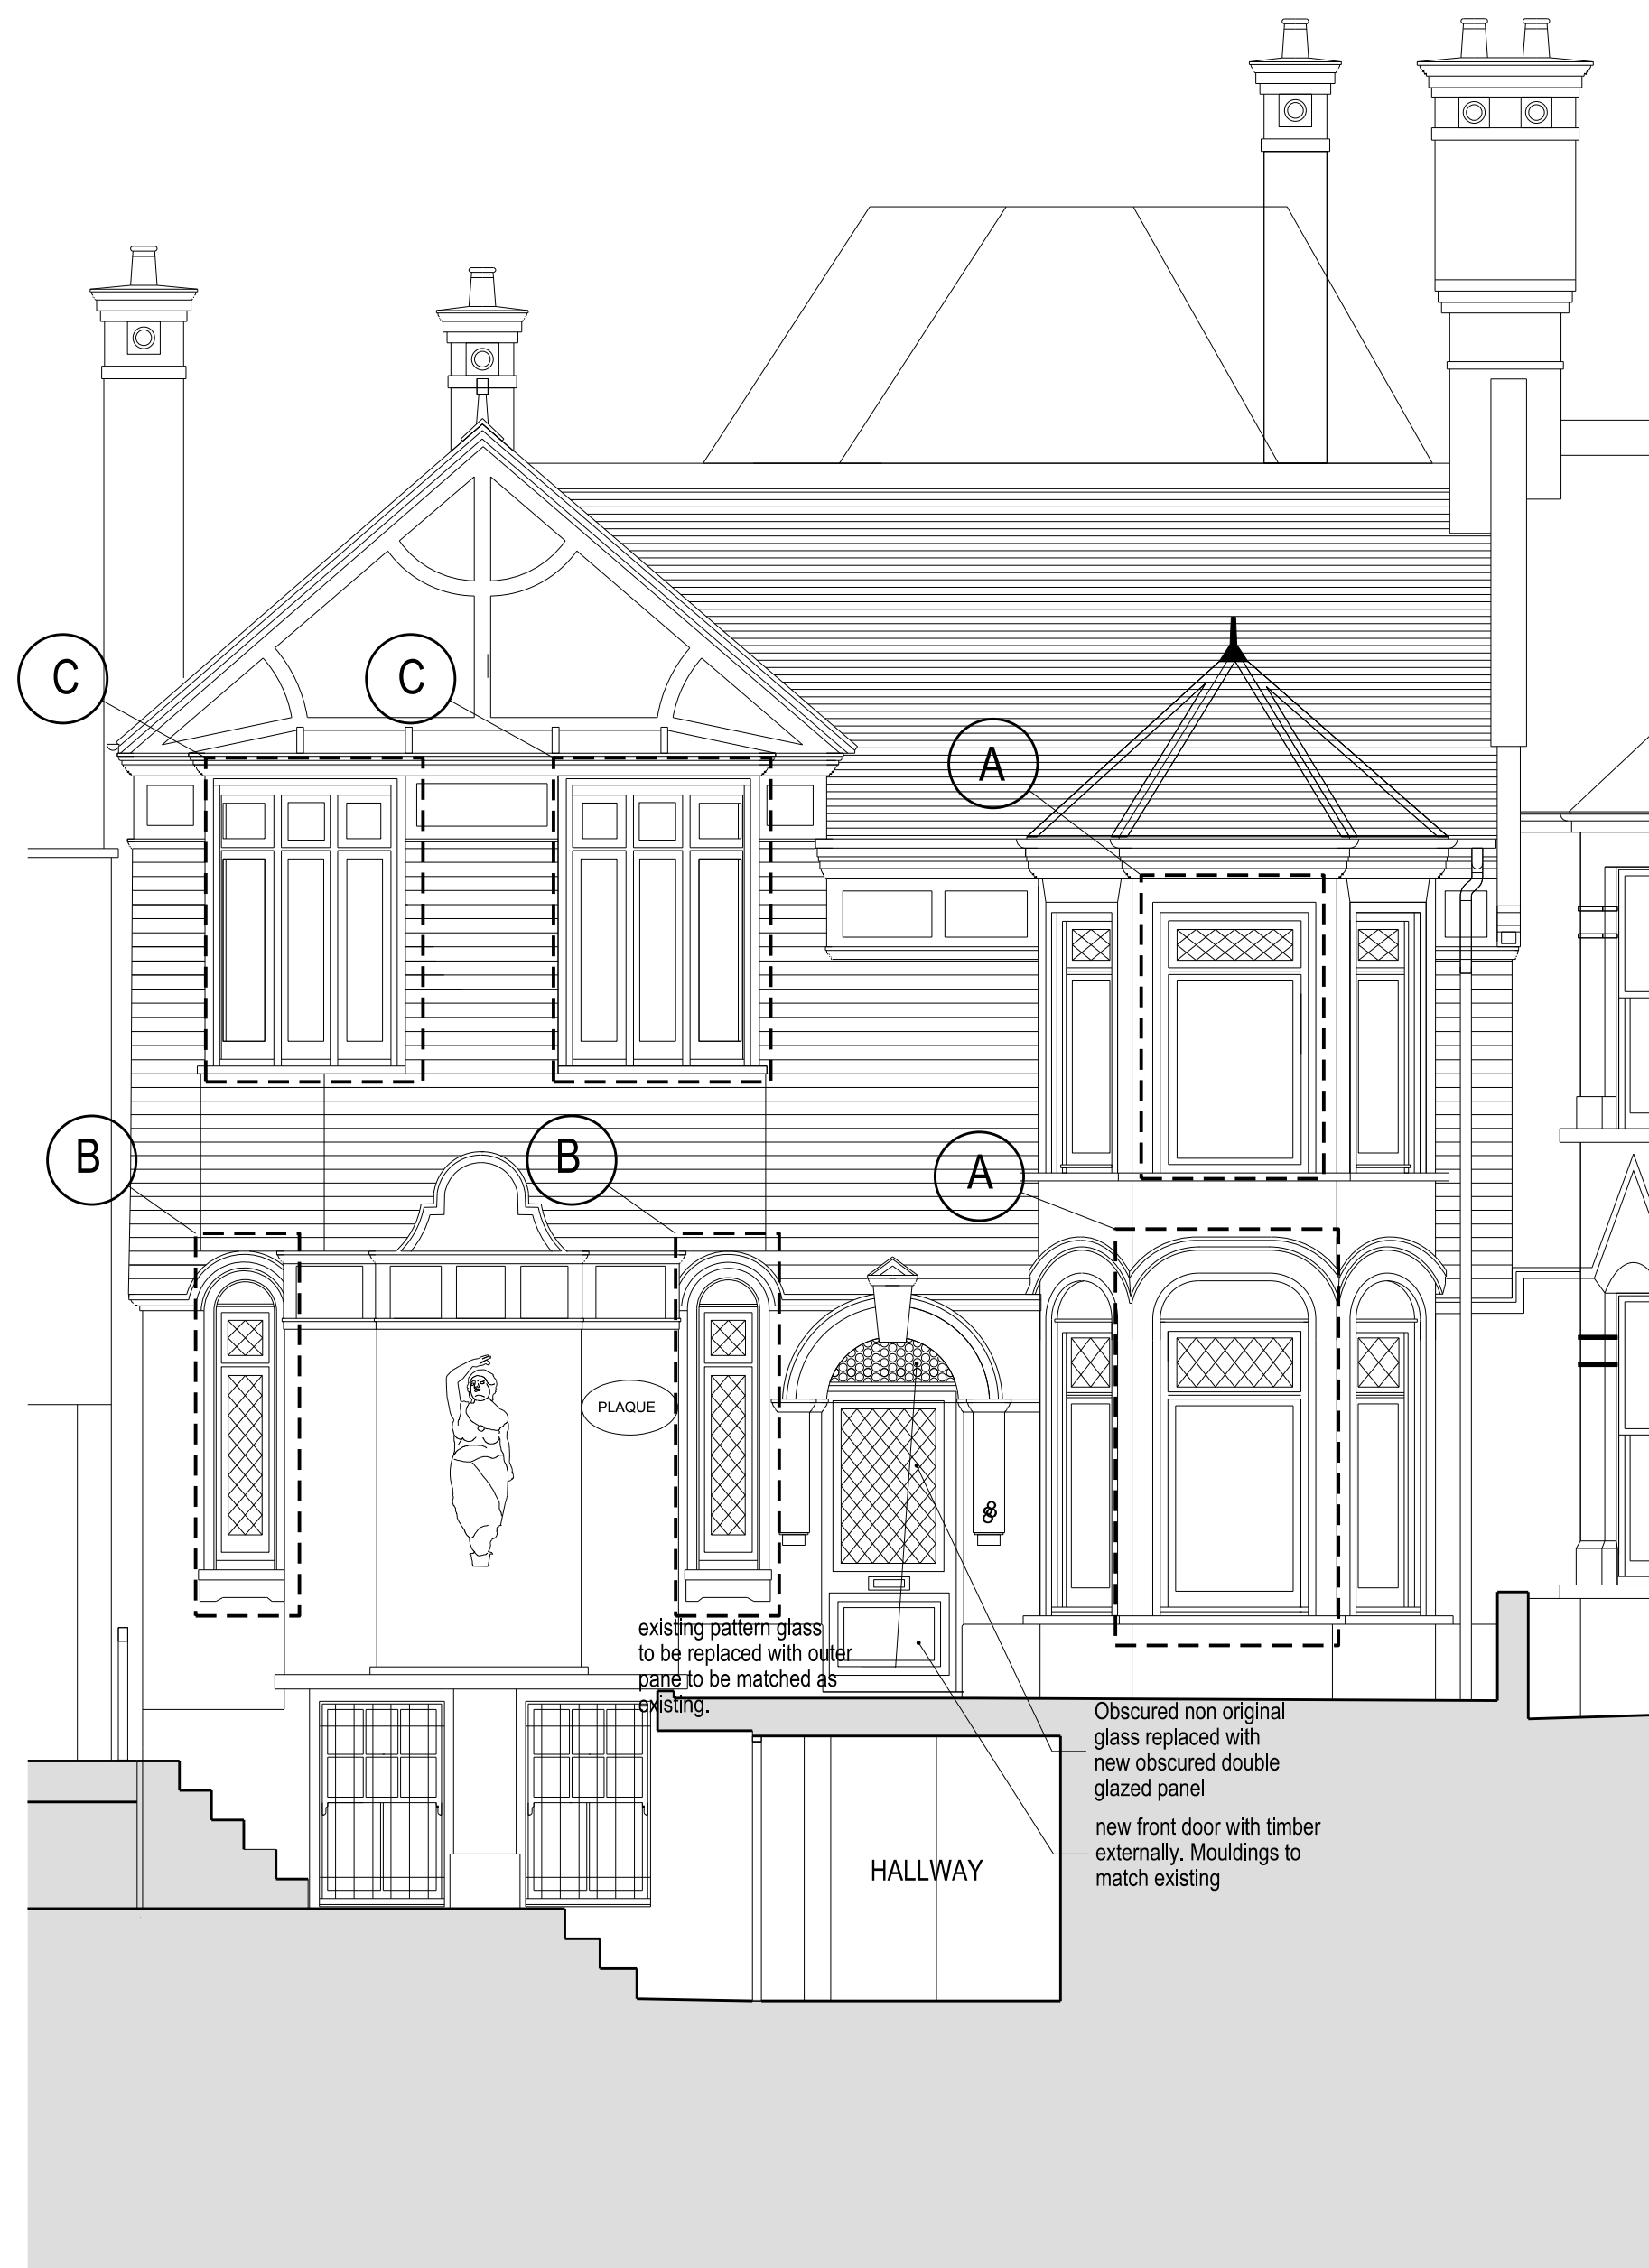 C
C
A
B
B
A
PLAQUE
8
existing pattern glass
to be replaced with outer
pane to be matched as
existing.
Obscured non original
glass replaced with
new obscured double
glazed panel
new front door with timber
externally. Mouldings to
match existing
HALLWAY